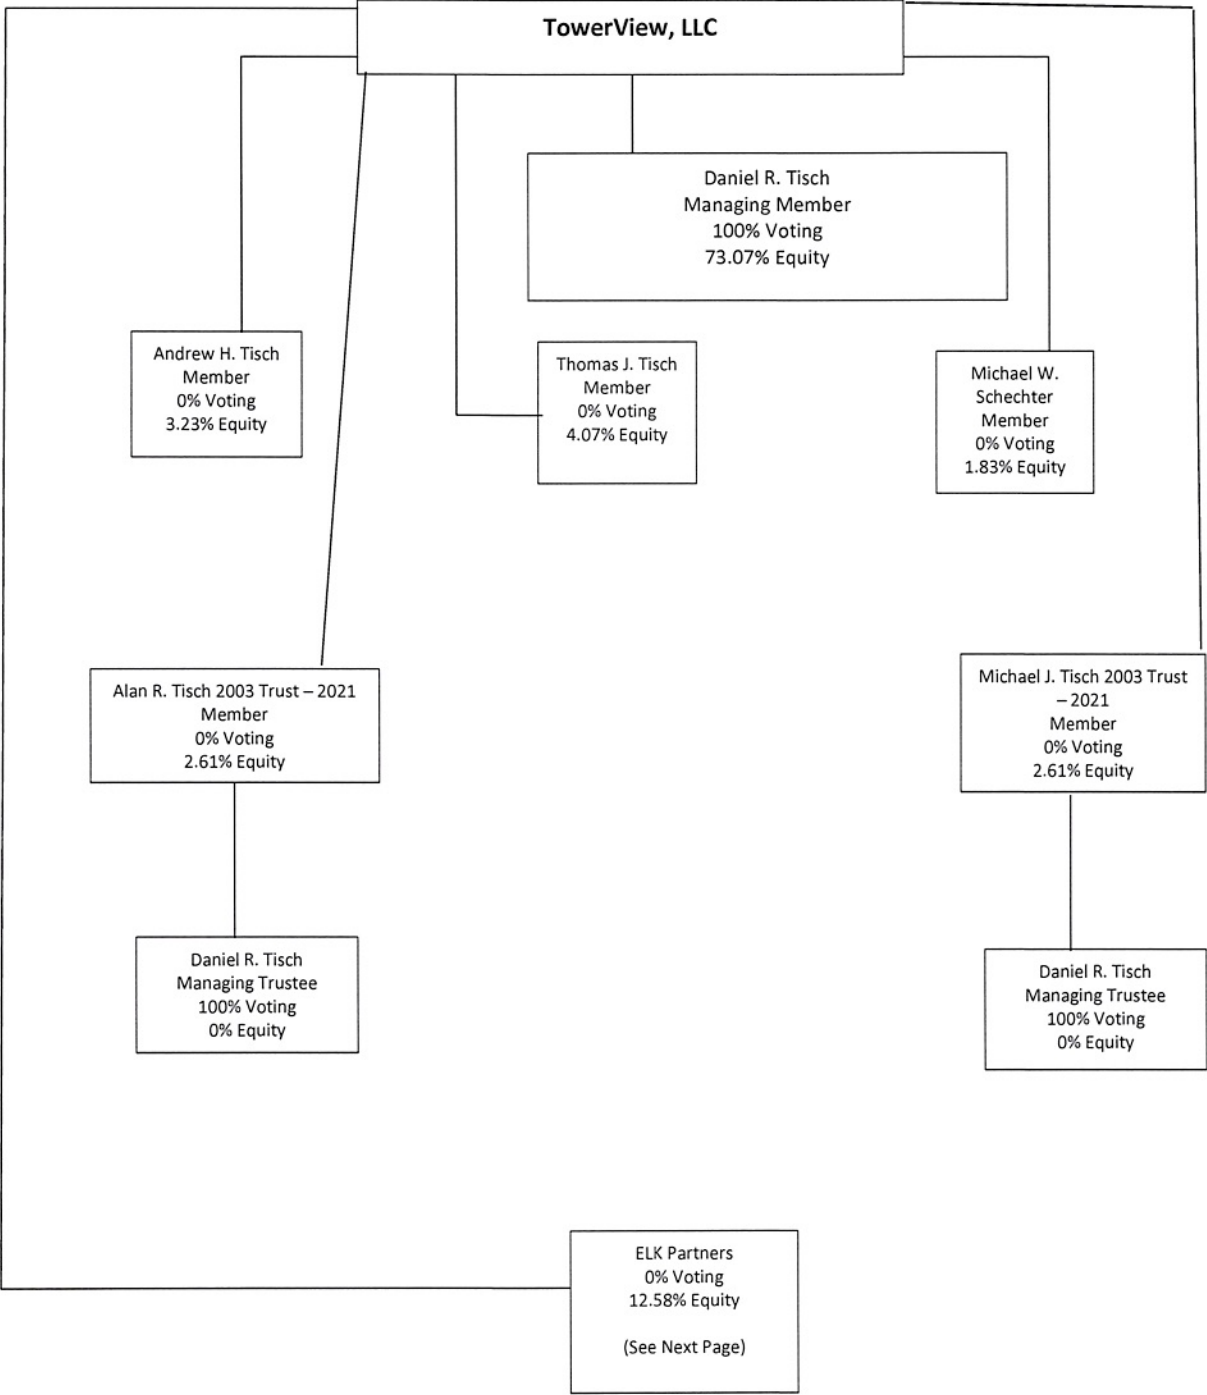 TowerView, LLC
Daniel R. Tisch
Managing Member
100% Voting
73.07% Equity
Andrew H. Tisch
Member
0% Voting
3.23% Equity
Thomas J. Tisch
Member
0% Voting
4.07% Equity
Michael W.
Schechter
Member
0% Voting
1.83% Equity
Alan R. Tisch 2003 Trust – 2021
Member
0% Voting
2.61% Equity
Michael J. Tisch 2003 Trust
– 2021
Member
0% Voting
2.61% Equity
Daniel R. Tisch
Managing Trustee
100% Voting
0% Equity
Daniel R. Tisch
Managing Trustee
100% Voting
0% Equity
ELK Partners
0% Voting
12.58% Equity
(See Next Page)